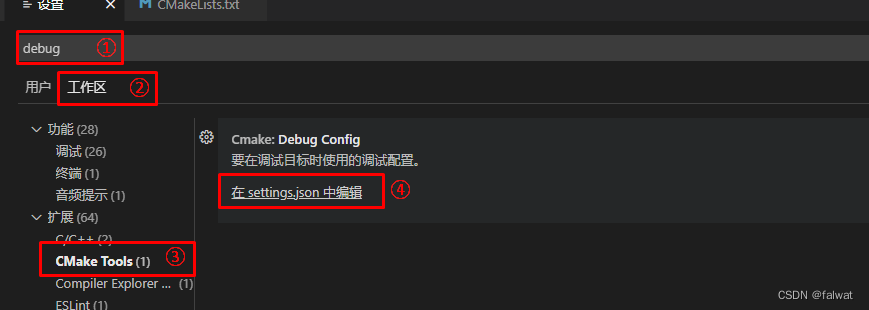 设置
CMakeLists.txt
debug ①
用户 工作区 ②
功能 (28)
调试 (26)
终端 (1)
音频提示 (1)
扩展 (64)
C/C++ (2)
CMake Tools (1) ③
Compiler Explorer ... (1)
ESLint (1)
Cmake: Debug Config
要在调试目标时使用的调试配置。
在 settings.json 中编辑 ④
CSDN @falwat